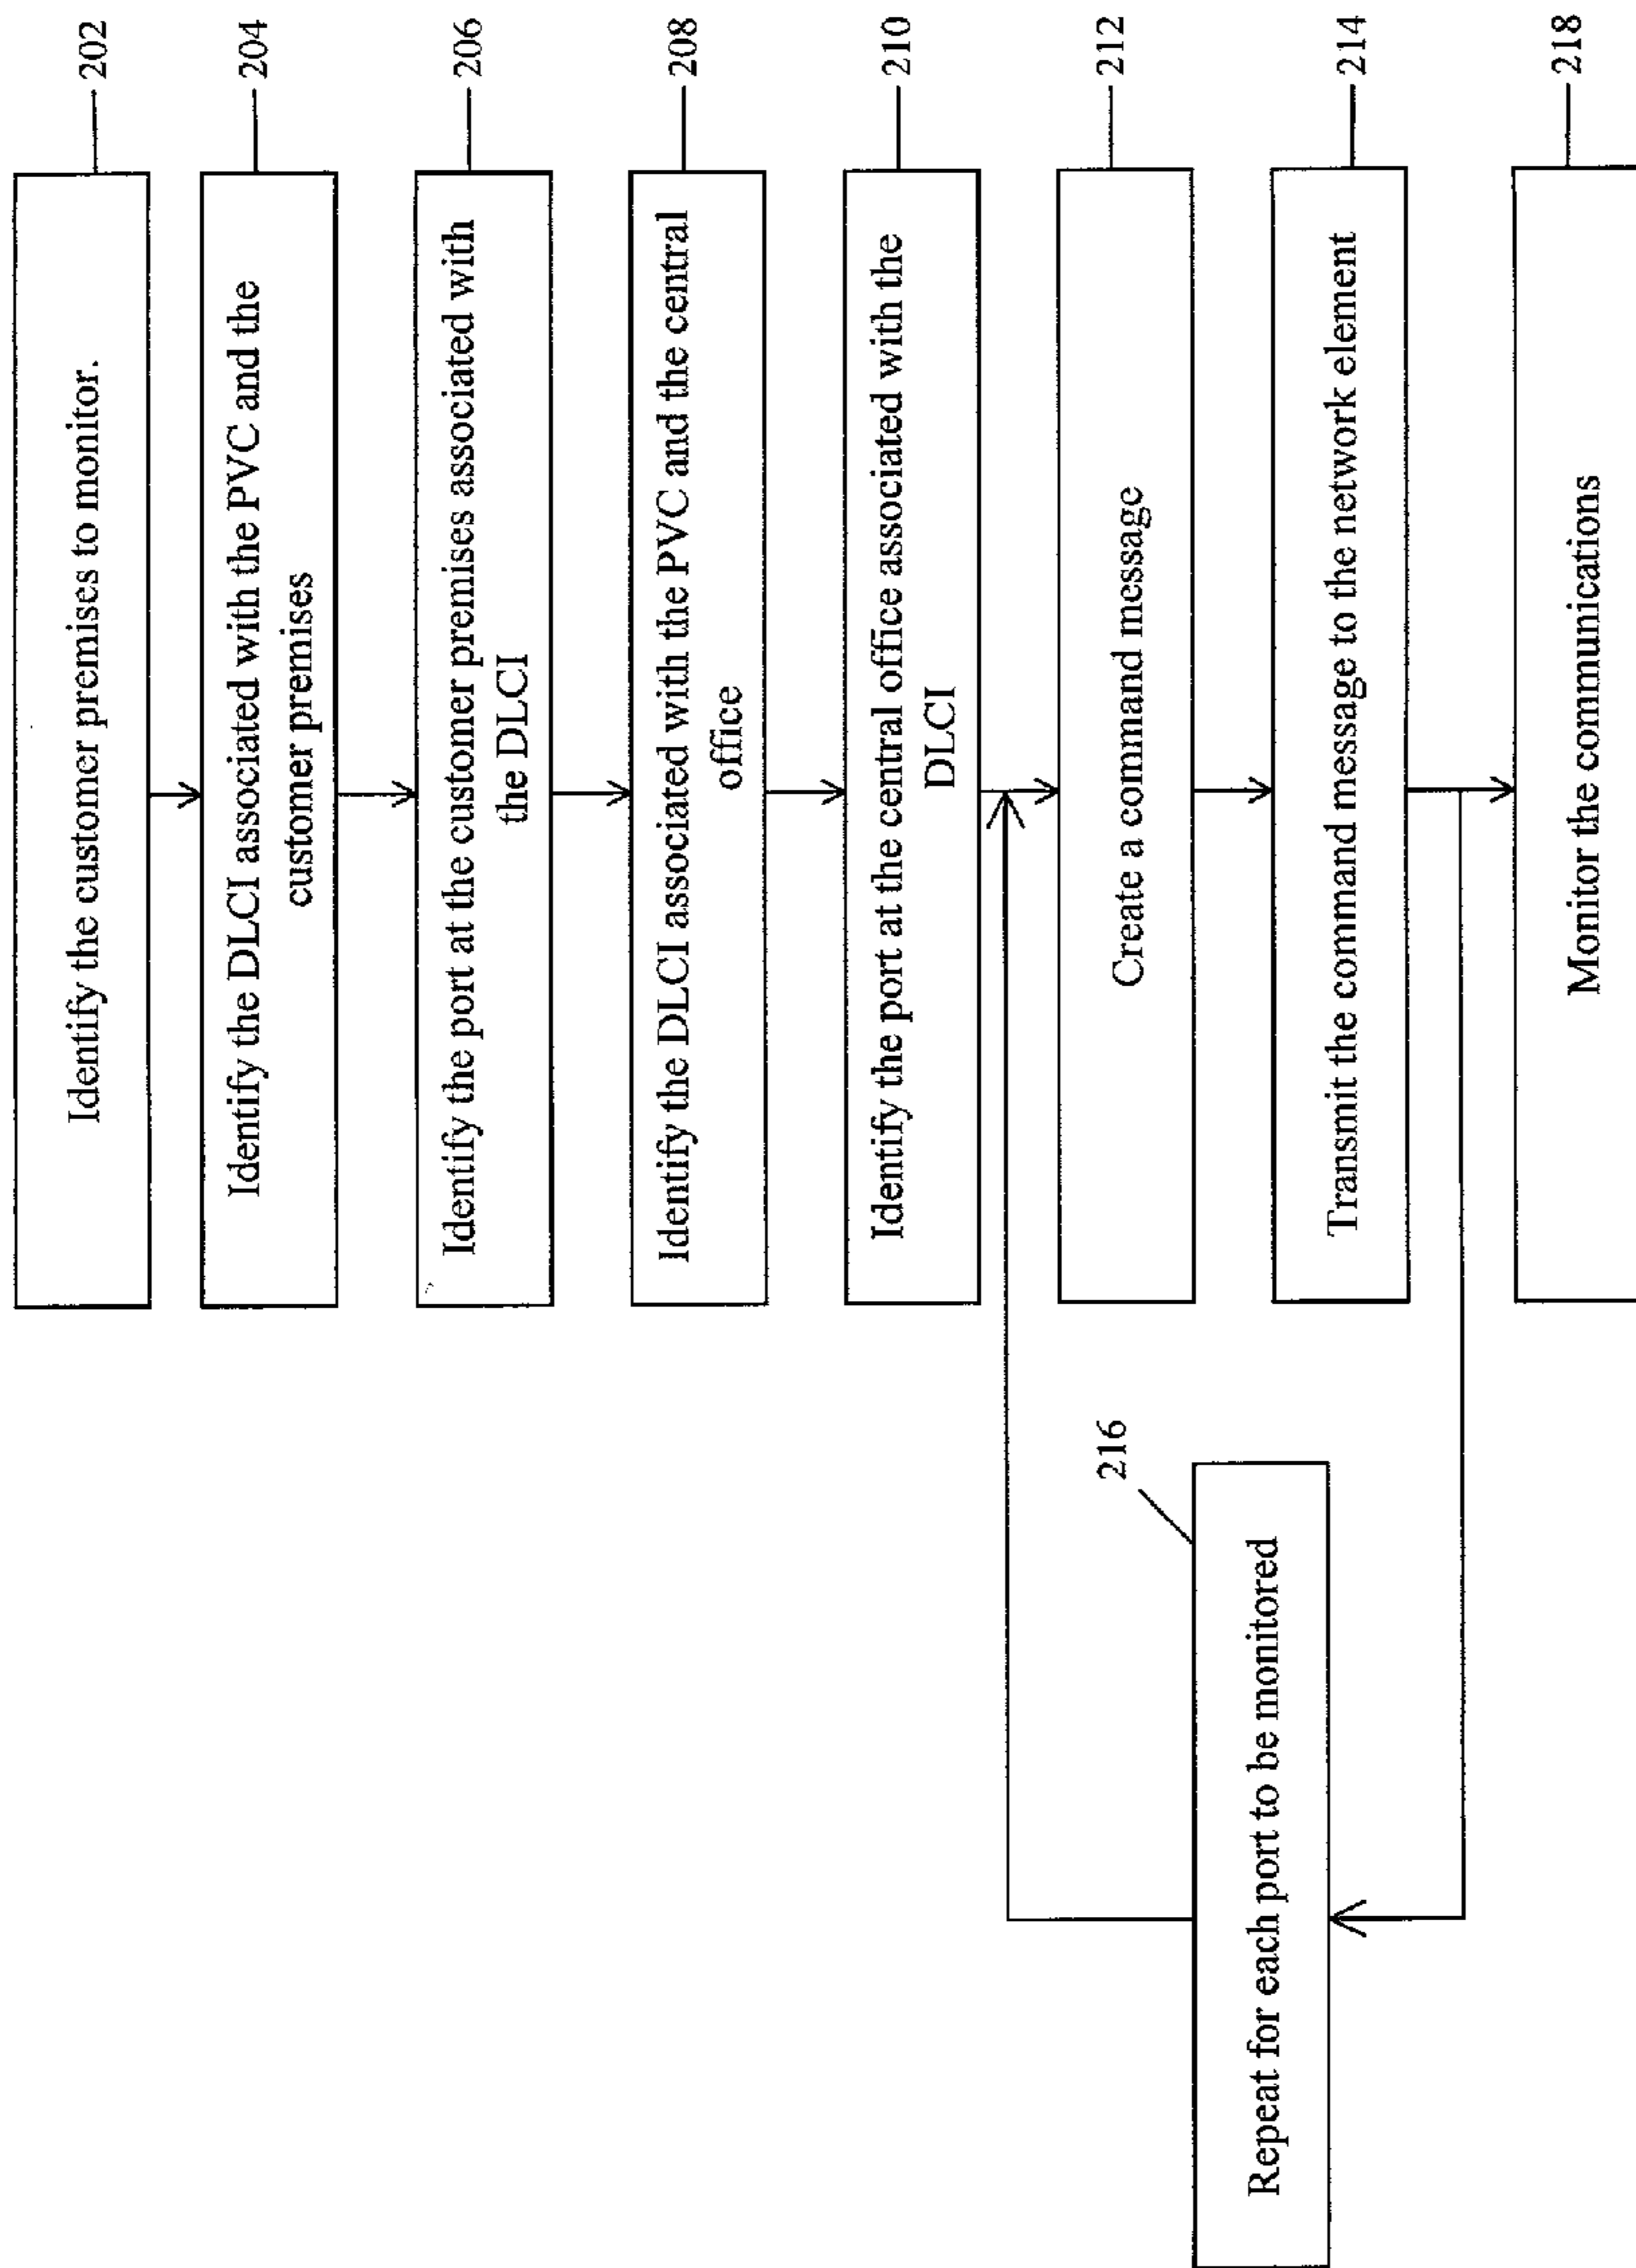 Identify the customer premises to monitor.
202
Identify the DLCI associated with the PVC and the
customer premises
204
Identify the port at the customer premises associated with
the DLCI
206
Identify the DLCI associated with the PVC and the central
office
208
Identify the port at the central office associated with the
DLCI
210
Create a command message
212
Transmit the command message to the network element
214
Repeat for each port to be monitored
216
Monitor the communications
218